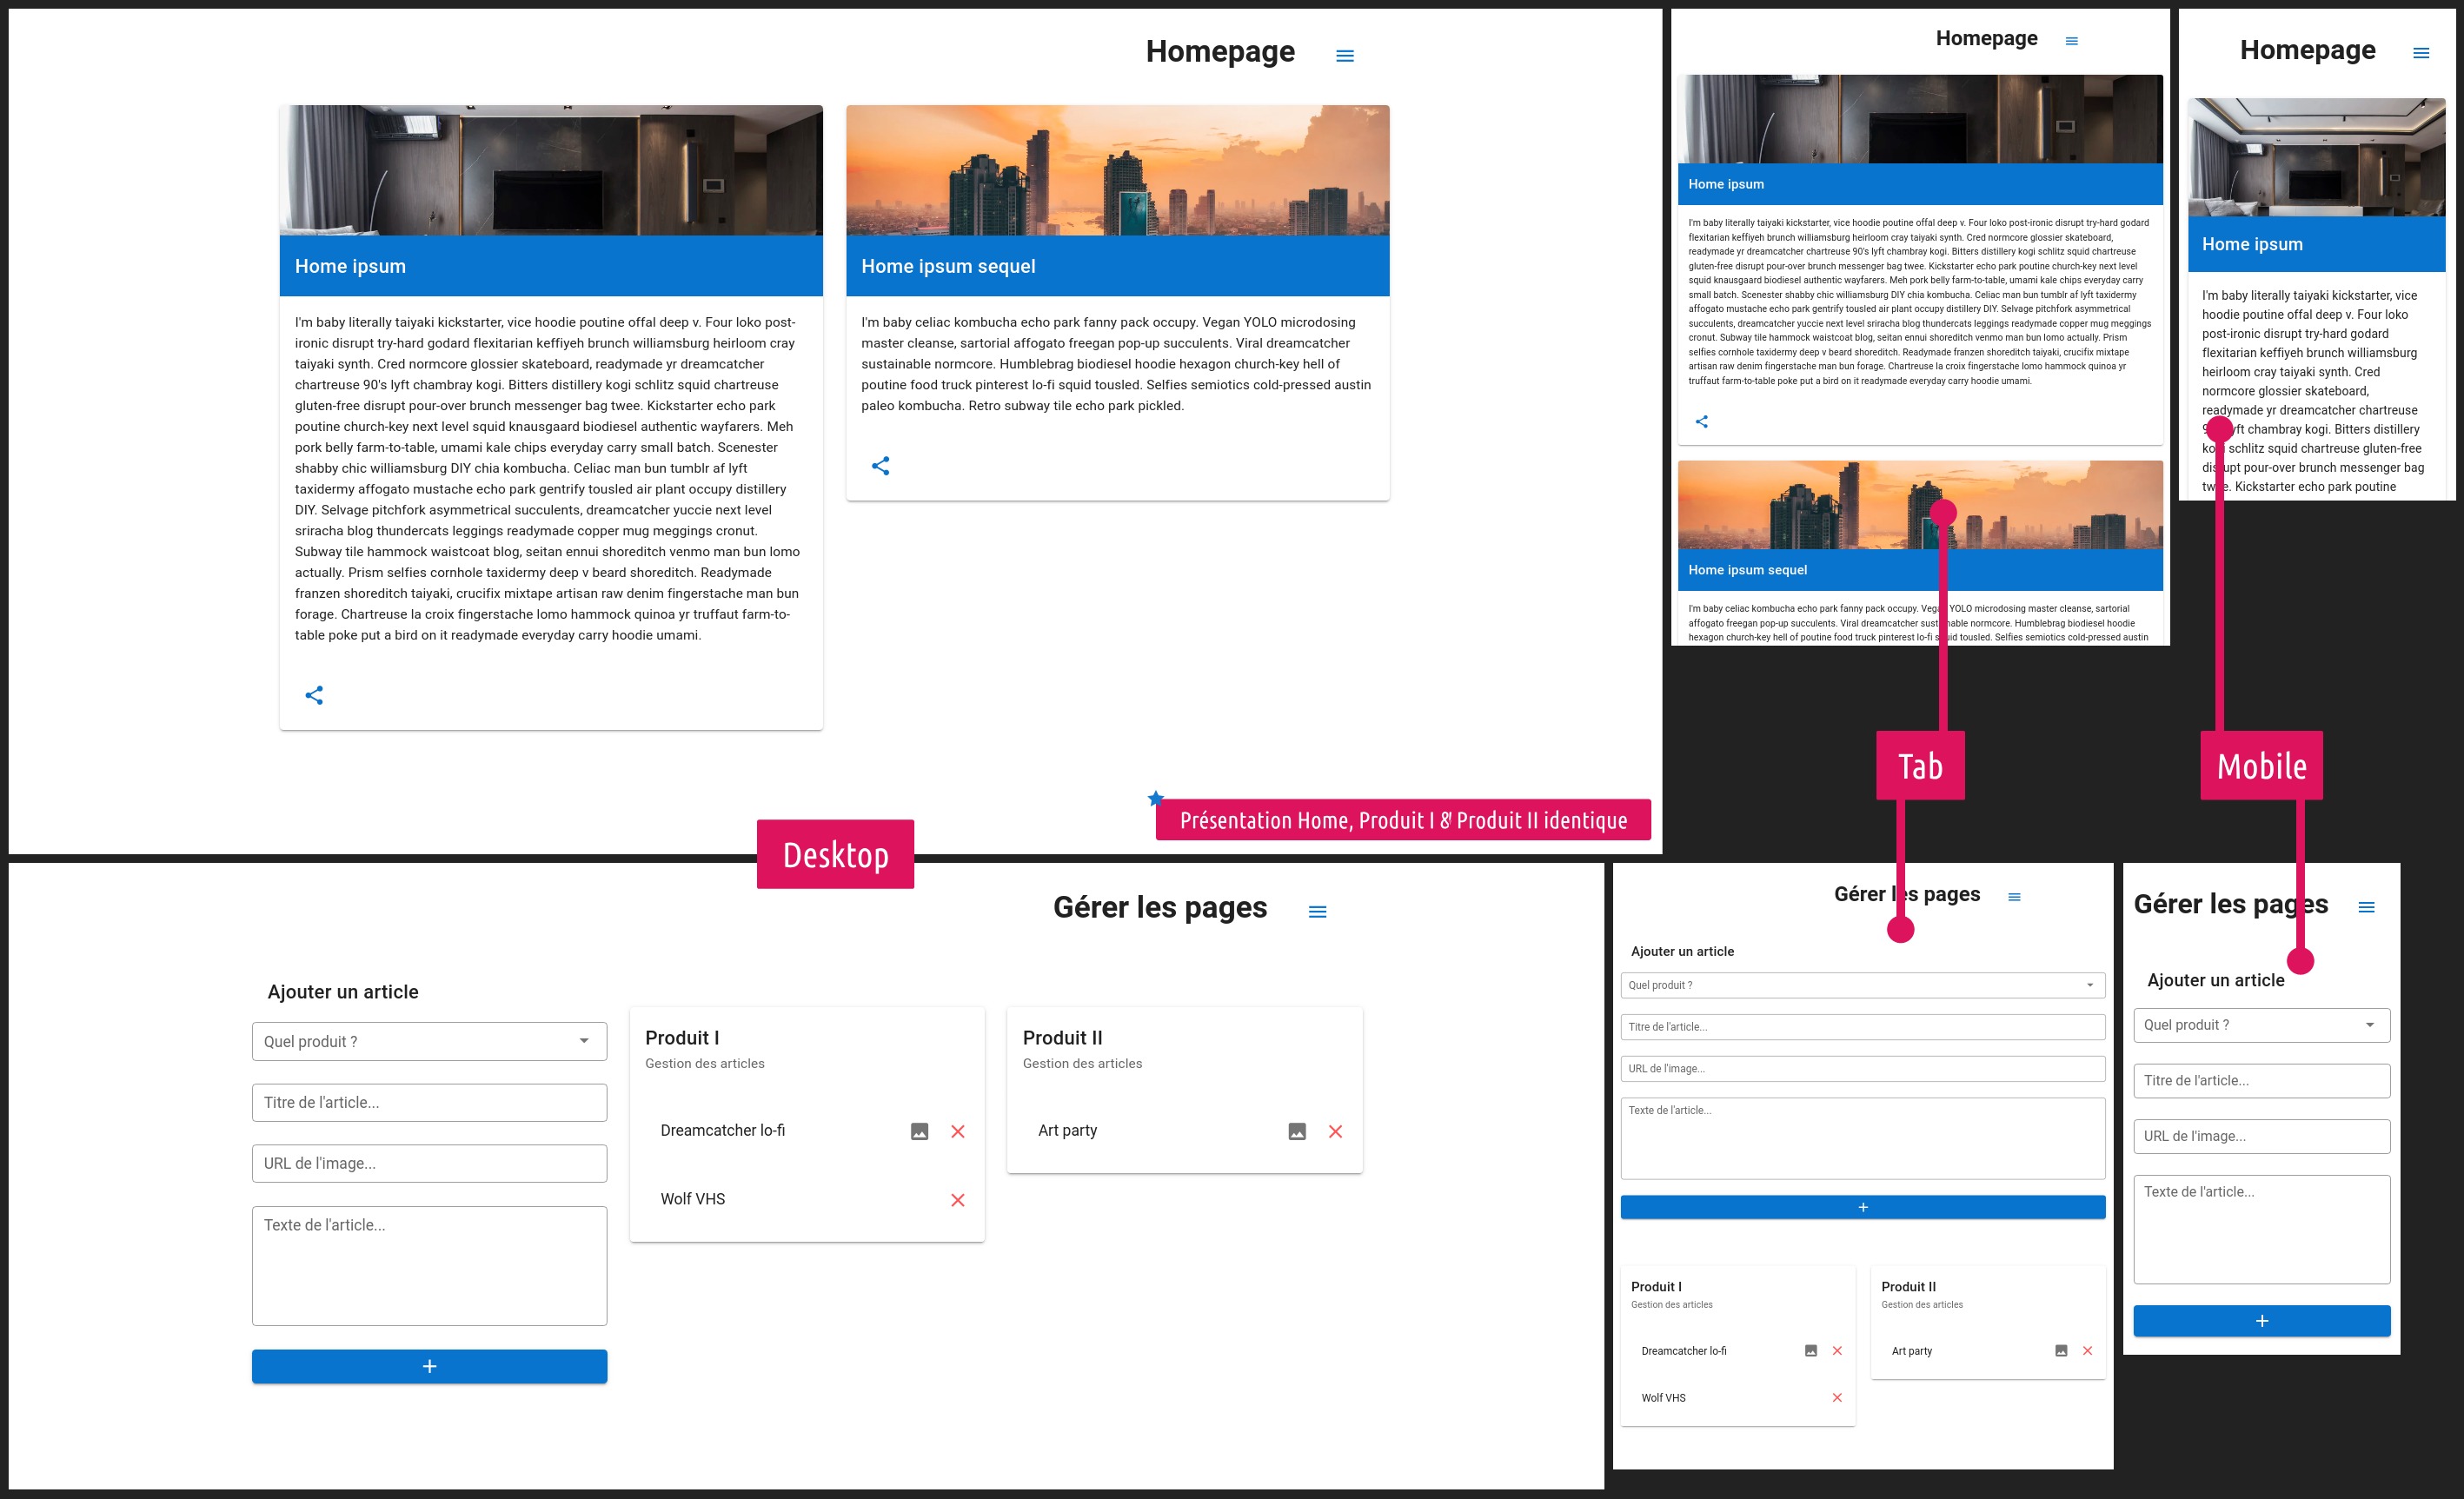 Homepage
Home ipsum
I'm baby literally taiyaki kickstarter, vice hoodie poutine offal deep v. Four loko post-
ironic disrupt try-hard godard flexitarian keffiyeh brunch williamsburg heirloom cray
taiyaki synth. Cred normcore glossier skateboard, readymade yr dreamcatcher
chartreuse 90's lyft chambray kogi. Bitters distillery kogi schlitz squid chartreuse
gluten-free disrupt pour-over brunch messenger bag twee. Kickstarter echo park
poutine church-key next level squid knausgaard biodiesel authentic wayfarers. Meh
pork belly farm-to-table, umami kale chips everyday carry small batch. Scenester
shabby chic williamsburg DIY chia kombucha. Celiac man bun tumblr af lyft
taxidermy affogato mustache echo park gentrify tousled air plant occupy distillery
DIY. Selvage pitchfork asymmetrical succulents, dreamcatcher yuccie next level
sriracha blog thundercats leggings readymade copper mug meggings cronut.
Subway tile hammock waistcoat blog, seitan ennui shoreditch venmo man bun lomo
actually. Prism selfies cornhole taxidermy deep v beard shoreditch. Readymade
franzen shoreditch taiyaki, crucifix mixtape artisan raw denim fingerstache man bun
forage. Chartreuse la croix fingerstache lomo hammock quinoa yr truffaut farm-to-
table poke put a bird on it readymade everyday carry hoodie umami.
Home ipsum sequel
I'm baby celiac kombucha echo park fanny pack occupy. Vegan YOLO microdosing
master cleanse, sartorial affogato freegan pop-up succulents. Viral dreamcatcher
sustainable normcore. Humblebrag biodiesel hoodie hexagon church-key hell of
poutine food truck pinterest lo-fi squid tousled. Selfies semiotics cold-pressed austin
paleo kombucha. Retro subway tile echo park pickled.
Présentation Home, Produit I & Produit II identique
Homepage
Home ipsum
I'm baby literally taiyaki kickstarter, vice hoodie poutine offal deep v. Four loko post-ironic disrupt try-hard godard
flexitarian keffiyeh brunch williamsburg heirloom cray taiyaki synth. Cred normcore glossier skateboard,
readymade yr dreamcatcher chartreuse 90's lyft chambray kogi. Bitters distillery kogi schlitz squid chartreuse
gluten-free disrupt pour-over brunch messenger bag twee. Kickstarter echo park poutine church-key next level
squid knausgaard biodiesel authentic wayfarers. Meh pork belly farm-to-table, umami kale chips everyday carry
small batch. Scenester shabby chic williamsburg DIY chia kombucha. Celiac man bun tumblr af lyft taxidermy
affogato mustache echo park gentrify tousled air plant occupy distillery DIY. Selvage pitchfork asymmetrical
succulents, dreamcatcher yuccie next level sriracha blog thundercats leggings readymade copper mug meggings
cronut. Subway tile hammock waistcoat blog, seitan ennui shoreditch venmo man bun lomo actually. Prism
selfies cornhole taxidermy deep v beard shoreditch. Readymade franzen shoreditch taiyaki, crucifix mixtape
artisan raw denim fingerstache man bun forage. Chartreuse la croix fingerstache lomo hammock quinoa yr
truffaut farm-to-table poke put a bird on it readymade everyday carry hoodie umami.
Home ipsum sequel
I'm baby celiac kombucha echo park fanny pack occupy. Vegan YOLO microdosing master cleanse, sartorial
affogato freegan pop-up succulents. Viral dreamcatcher sustainable normcore. Humblebrag biodiesel hoodie
hexagon church-key hell of poutine food truck pinterest lo-fi squid tousled. Selfies semiotics cold-pressed austin
Homepage
Home ipsum
I'm baby literally taiyaki kickstarter, vice
hoodie poutine offal deep v. Four loko
post-ironic disrupt try-hard godard
flexitarian keffiyeh brunch williamsburg
heirloom cray taiyaki synth. Cred
normcore glossier skateboard,
readymade yr dreamcatcher chartreuse
lyft chambray kogi. Bitters distillery
kogi schlitz squid chartreuse gluten-free
disrupt pour-over brunch messenger bag
twee. Kickstarter echo park poutine
Tab
Mobile
Desktop
Gérer les pages
Ajouter un article
Quel produit ?
Titre de l'article...
URL de l'image...
Texte de l'article...
+
Produit I
Gestion des articles
Dreamcatcher lo-fi
Wolf VHS
Produit II
Gestion des articles
Art party
Gérer les pages
Ajouter un article
Quel produit ?
Titre de l'article...
URL de l'image...
Texte de l'article...
+
Produit I
Gestion des articles
Dreamcatcher lo-fi
Wolf VHS
Produit II
Gestion des articles
Art party
Gérer les pages
Ajouter un article
Quel produit ?
Titre de l'article...
URL de l'image...
Texte de l'article...
+